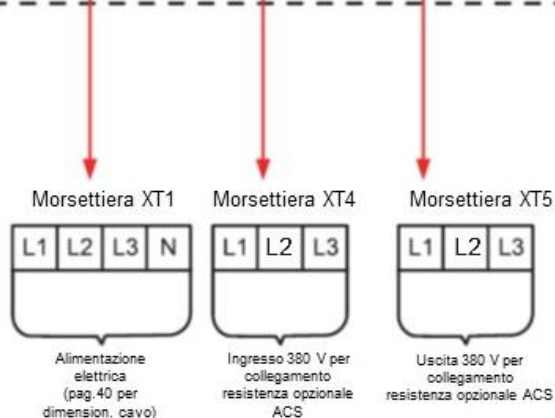 Morsettiera XT1
Morsettiera XT4
Morsettiera XT5
L1 L2 L3 N
L1 L2 L3
L1 L2 L3
Alimentazione
elettrica
(pag.40 per
dimension. cavo)
Ingresso 380 V per
collegamento
resistenza opzionale
ACS
Uscita 380 V per
collegamento
resistenza opzionale ACS